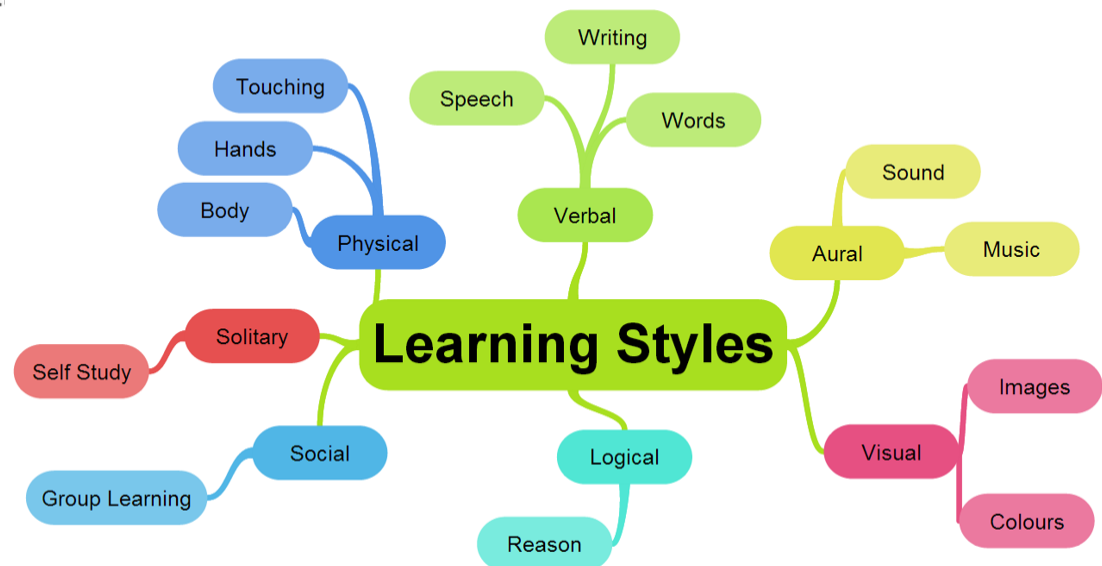 Writing
Touching
Speech
Words
Hands
Sound
Body
Verbal
Physical
Aural
Music
Learning Styles
Solitary
Self Study
Images
Social
Logical
Visual
Group Learning
Colours
Reason